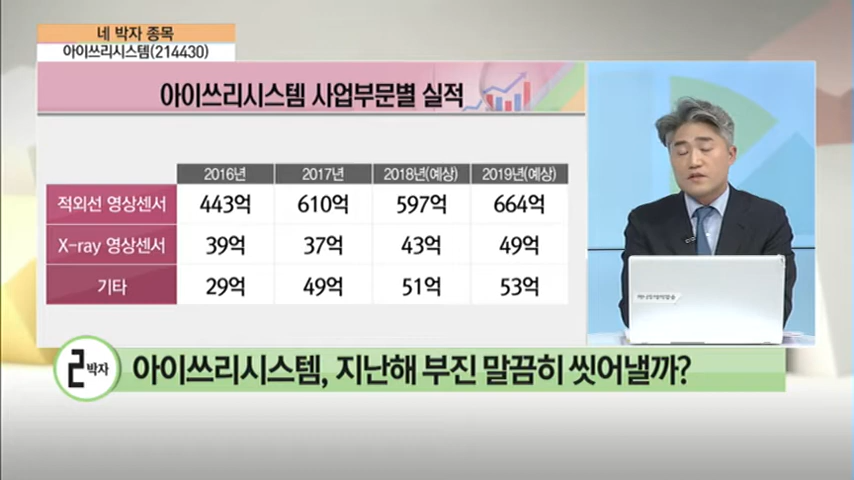 네 박자 종목
아이쓰리시스템(214430)
아이쓰리시스템 사업부문별 실적
2016년 2017년 2018년(예상) 2019년(예상)
적외선 영상센서 443억 610억 597억 664억
X-ray 영상센서 39억 37억 43억 49억
기타 29억 49억 51억 53억
2박자 아이쓰리시스템, 지난해 부진 말끔히 씻어낼까?